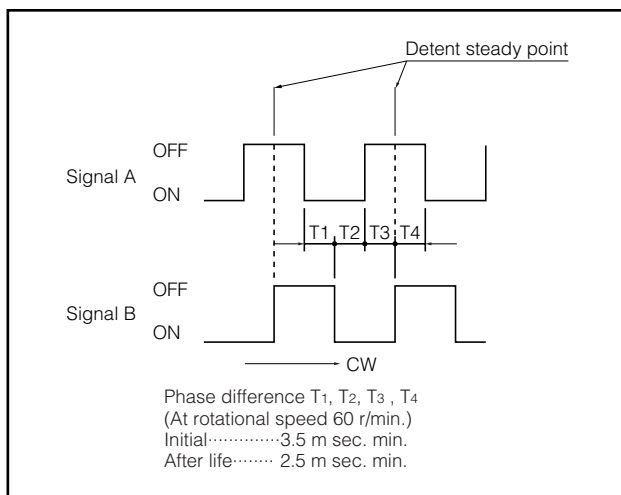 Detent steady point
OFF
Signal A
ON
T1 T2 T3 T4
OFF
Signal B
ON
CW
Phase difference T1, T2, T3 , T4
(At rotational speed 60 r/min.)
Initial··············3.5 m sec. min.
After life········ 2.5 m sec. min.